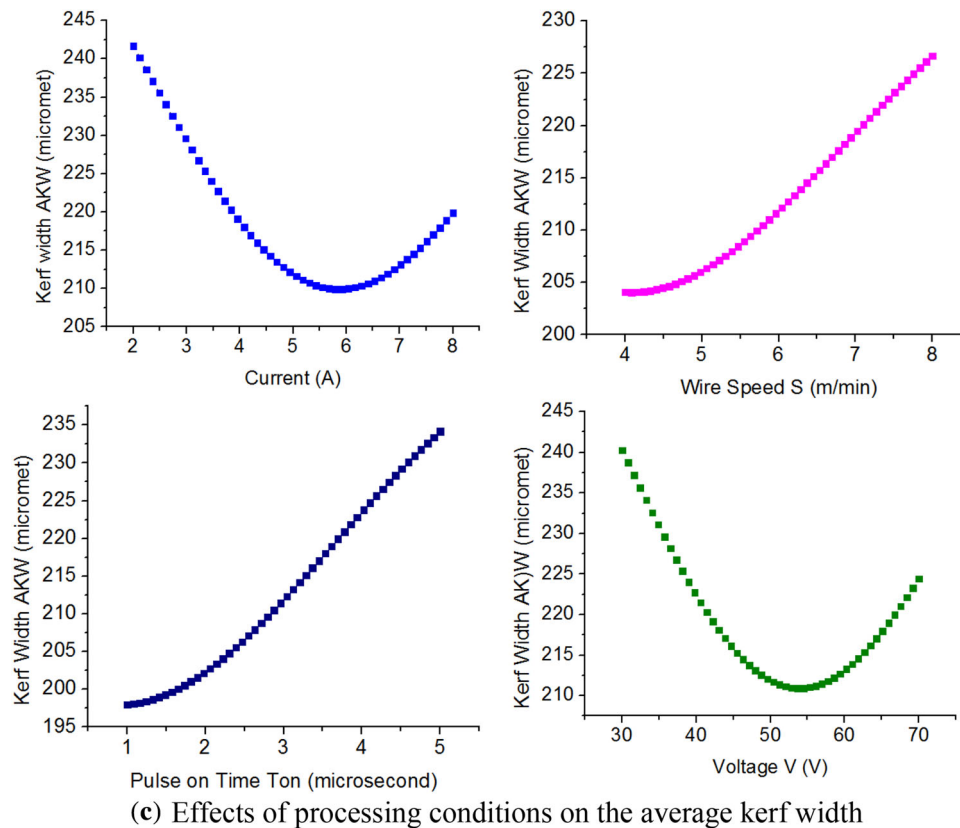 245
240
235
230
225
220
215
210
205
Kerf width AKW (micromet)
2 3 4 5 6 7 8
Current (A)
225
220
215
210
205
200
Kerf Width AKW (micromet)
4 5 6 7 8
Wire Speed S (m/min)
235
230
225
220
215
210
205
200
195
Kerf Width AKW (micromet)
1 2 3 4 5
Pulse on Time Ton (microsecond)
245
240
235
230
225
220
215
210
Kerf Width AK)W (micromet)
30 40 50 60 70
Voltage V (V)
(c) Effects of processing conditions on the average kerf width